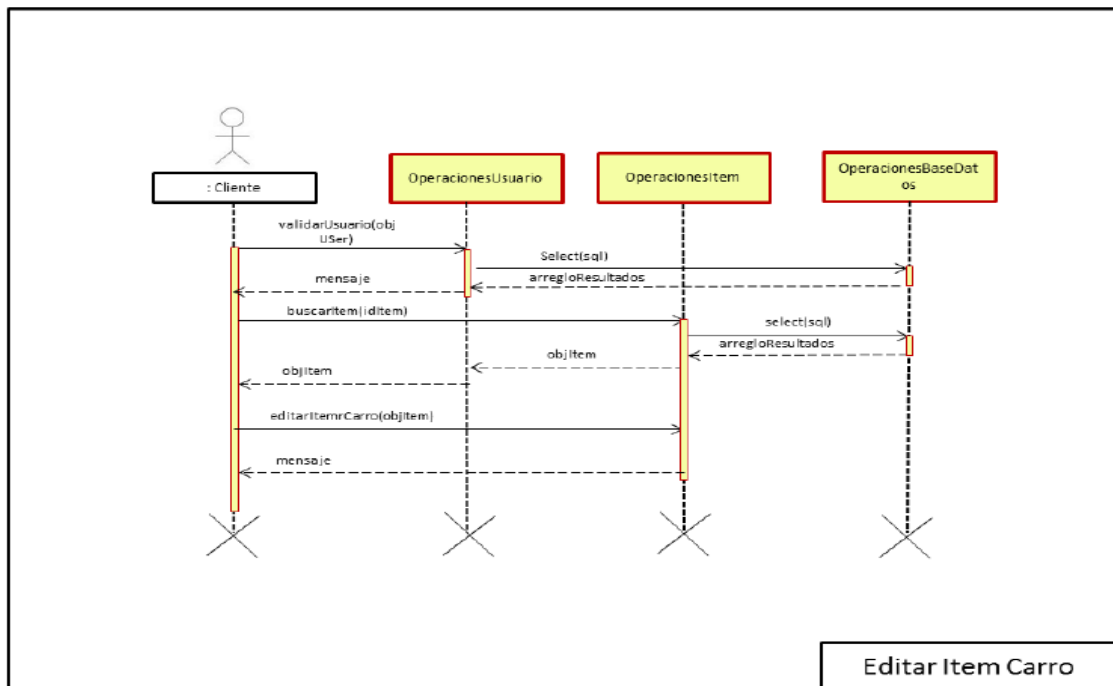 : Cliente
OperacionesUsuario
OperacionesItem
OperacionesBaseDat
os
validarUsuario(obj
USer)
Select(sql)
arregloResultados
mensaje
buscarItem(idItem)
select(sql)
arregloResultados
objItem
objItem
editarItemrCarro(objItem)
mensaje
Editar Item Carro